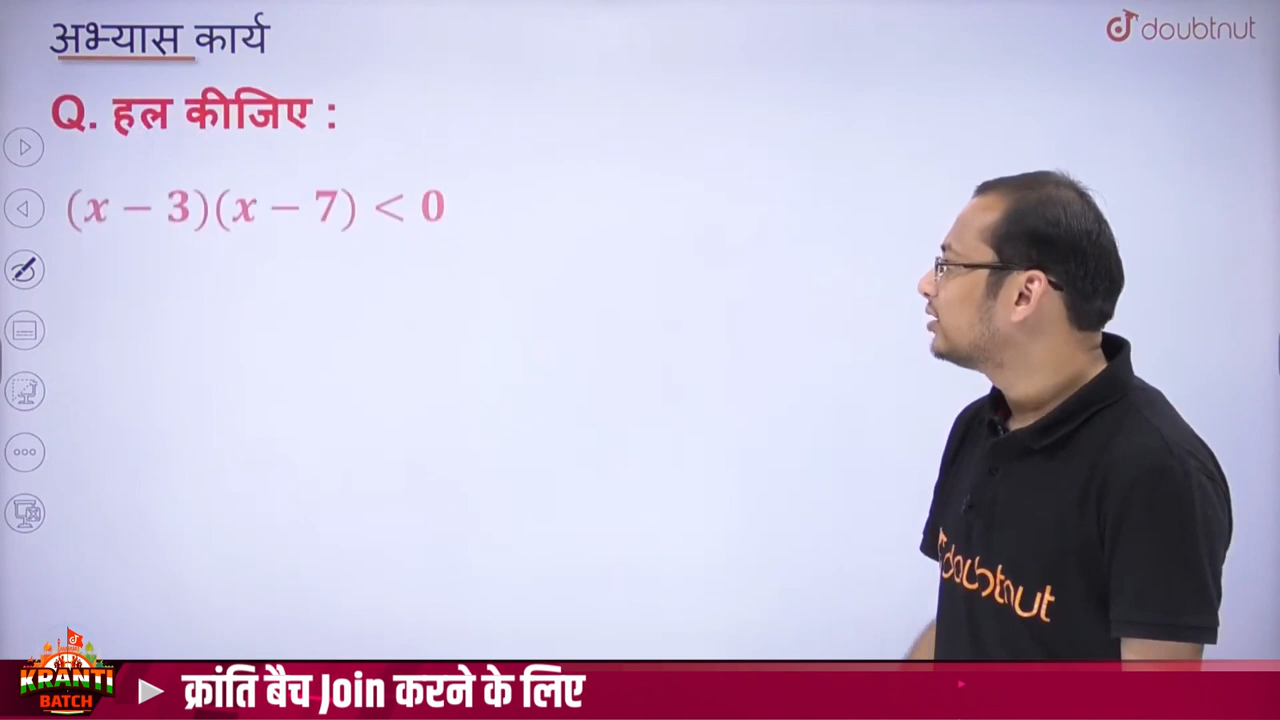 अभ्यास कार्य
doubtnut
Q. हल कीजिए :
(x − 3)(x − 7) < 0
doubtnut
KRANTI
BATCH
क्रांति बैच Join करने के लिए